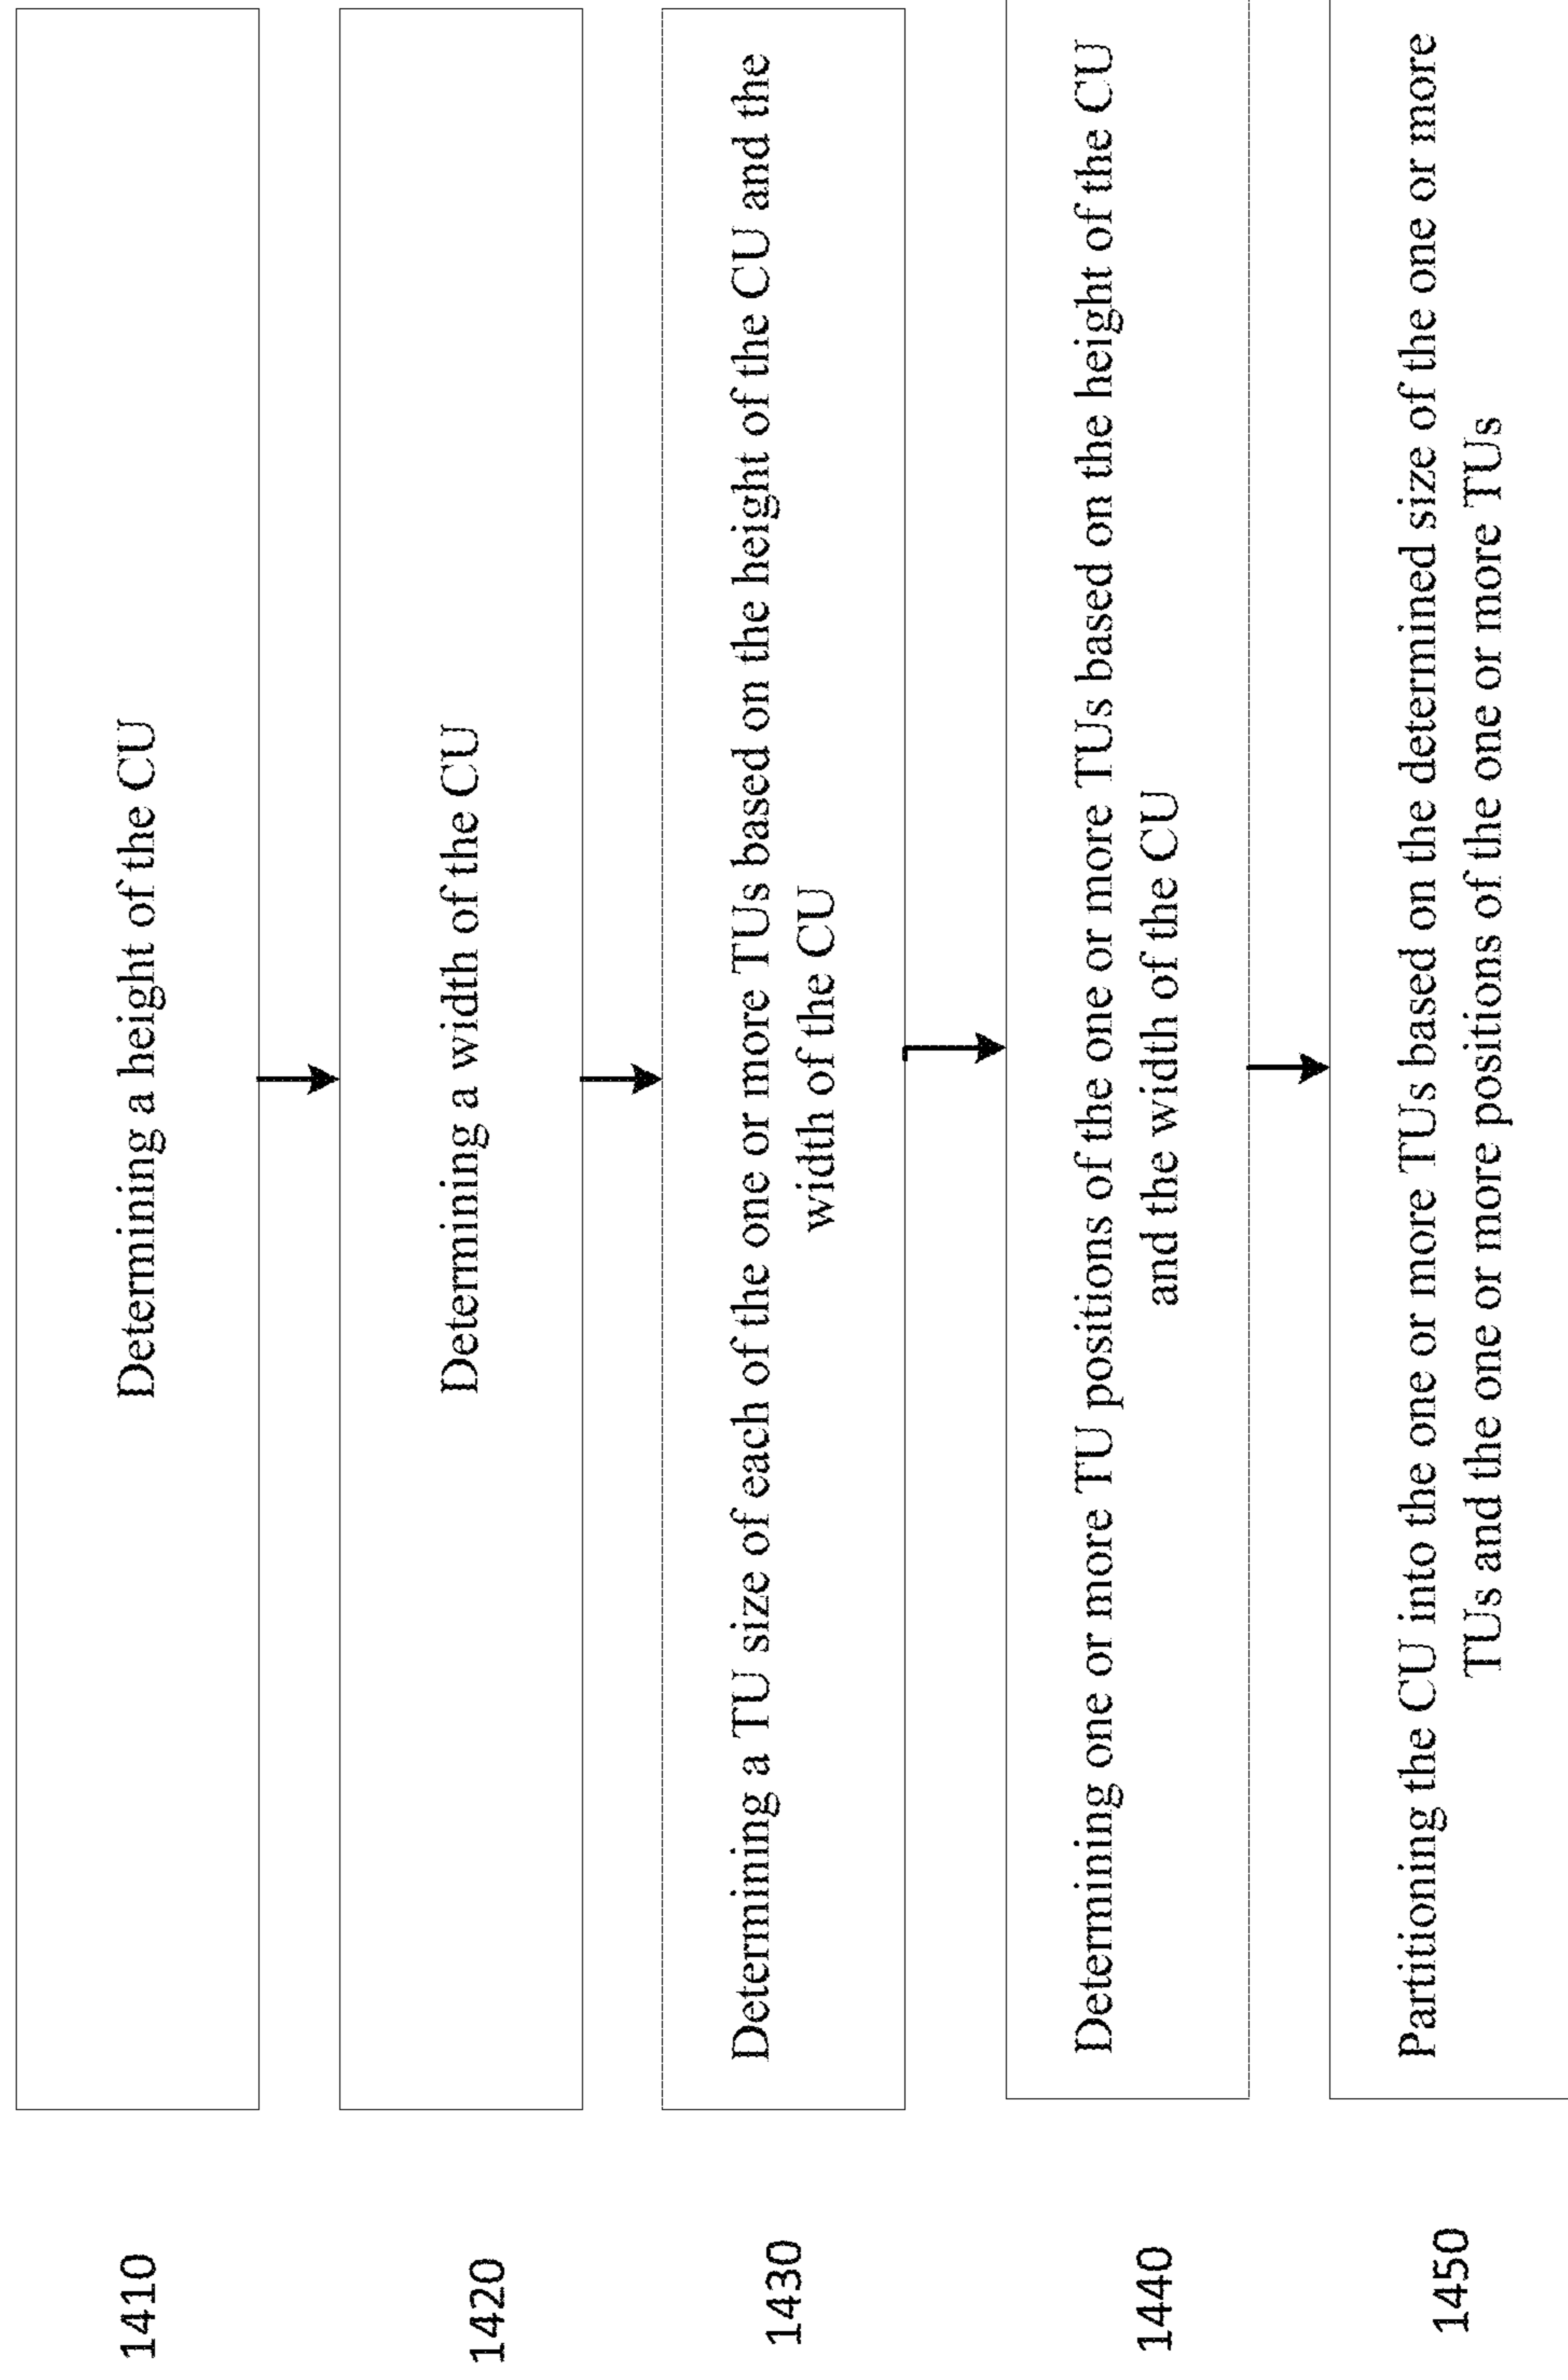 1410
Determining a height of the CU
1420
Determining a width of the CU
1430
Determining a TU size of each of the one or more TUs based on the height of the CU and the
width of the CU
1440
Determining one or more TU positions of the one or more TUs based on the height of the CU
and the width of the CU
1450
Partitioning the CU into the one or more TUs based on the determined size of the one or more
TUs and the one or more positions of the one or more TUs